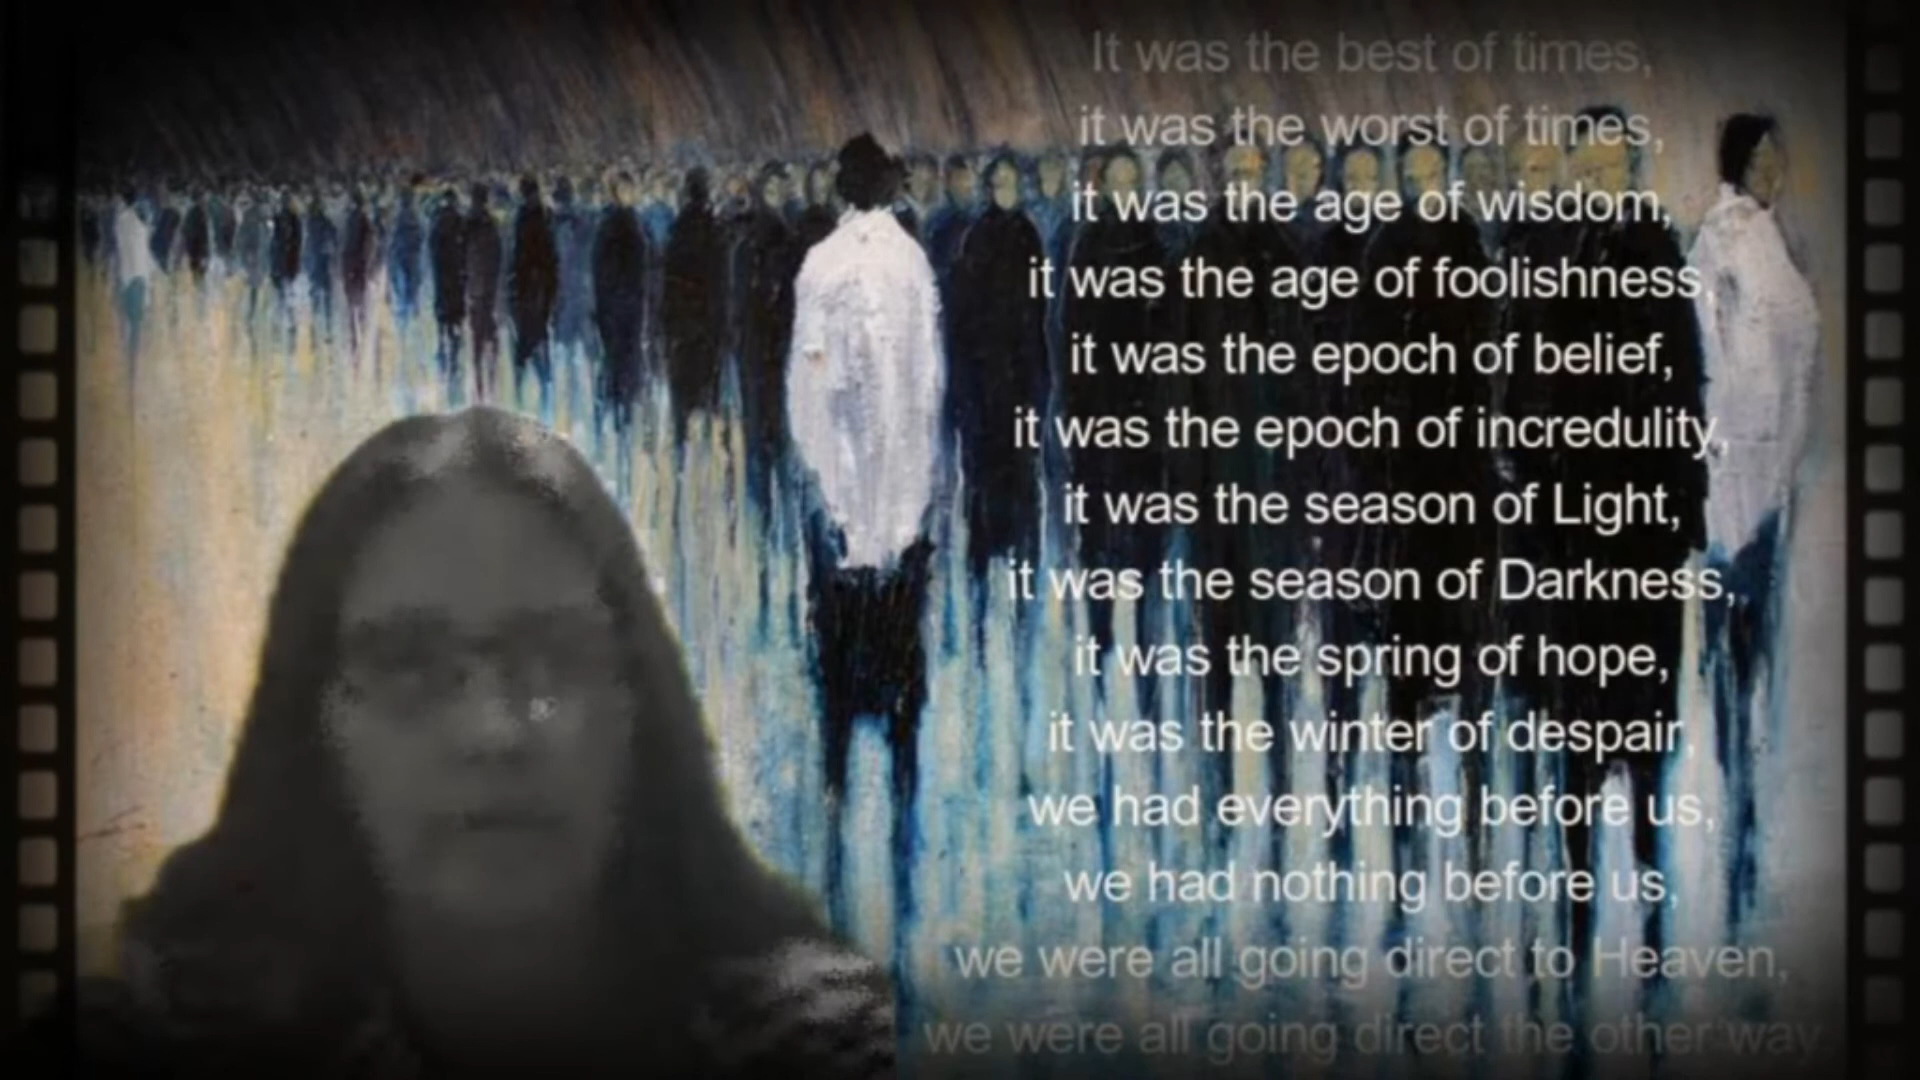 It was the best of times,
it was the worst of times,
it was the age of wisdom,
it was the age of foolishness,
it was the epoch of belief,
it was the epoch of incredulity,
it was the season of Light,
it was the season of Darkness,
it was the spring of hope,
it was the winter of despair,
we had everything before us,
we had nothing before us,
we were all going direct to Heaven,
we were all going direct the other way